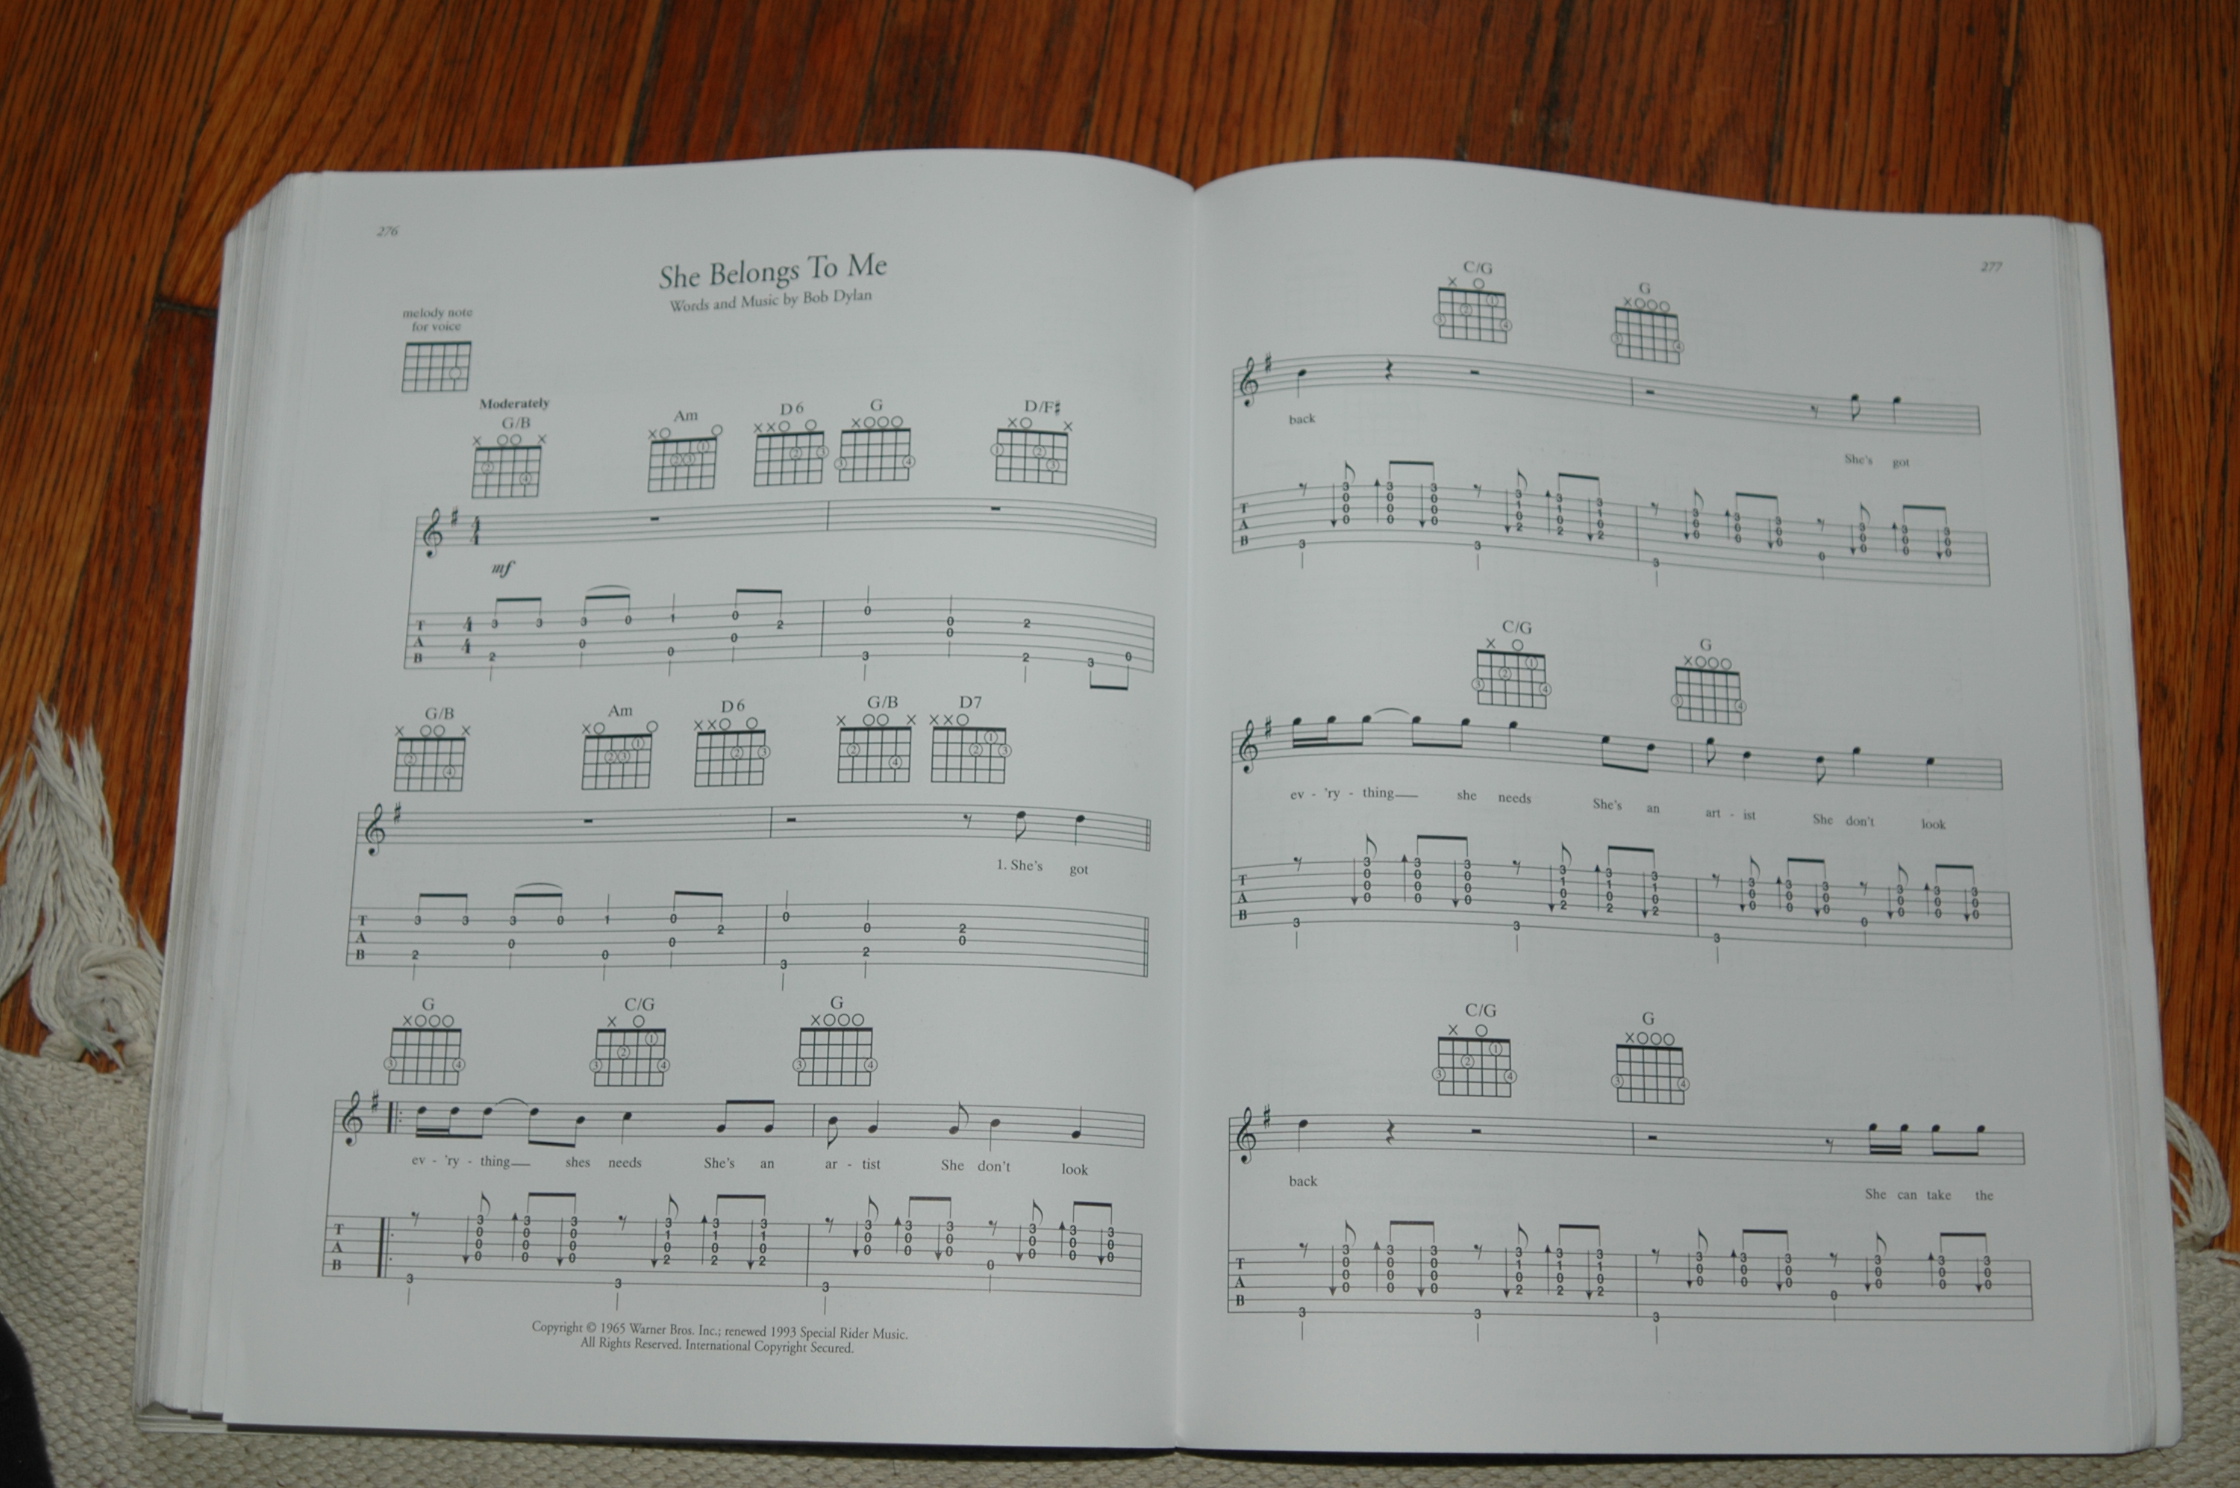 276
She Belongs To Me
Words and Music by Bob Dylan
melody note
for voice
Moderately
G/B Am D6 G D/F#
mf
G/B Am D6 G/B D7
1. She's got
G C/G G
ev - 'ry - thing shes needs She's an ar - tist She don't look
Copyright © 1965 Warner Bros. Inc.; renewed 1993 Special Rider Music.
All Rights Reserved. International Copyright Secured.
277
C/G G
back She's got
C/G G
ev - 'ry - thing she needs She's an art - ist She don't look
C/G G
back She can take the